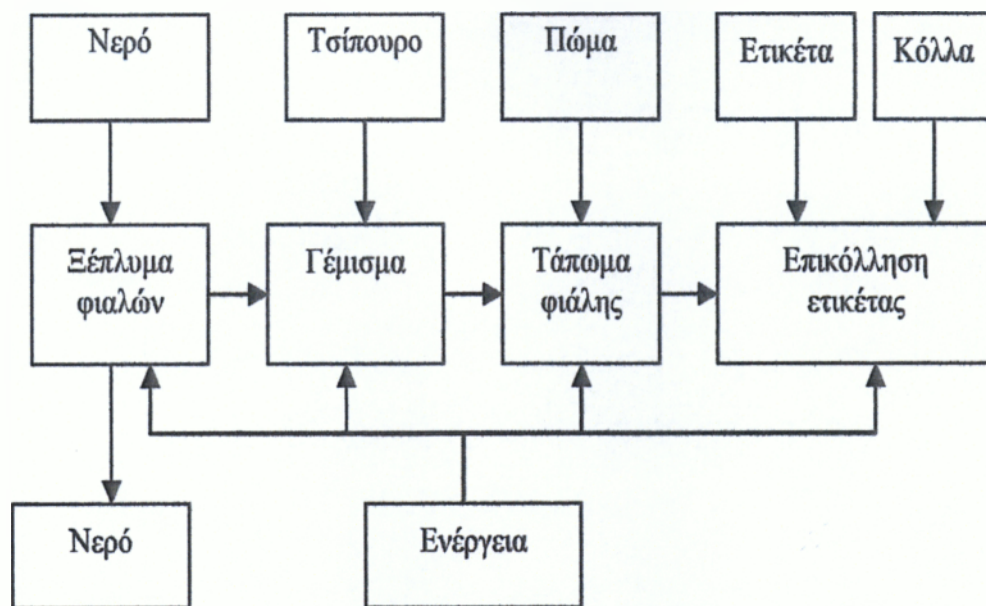 Νερό
Τσίπουρο
Πώμα
Ετικέτα
Κόλλα
Ξέπλυμα
φιαλών
Γέμισμα
Τάπωμα
φιάλης
Επικόλληση
ετικέτας
Νερό
Ενέργεια